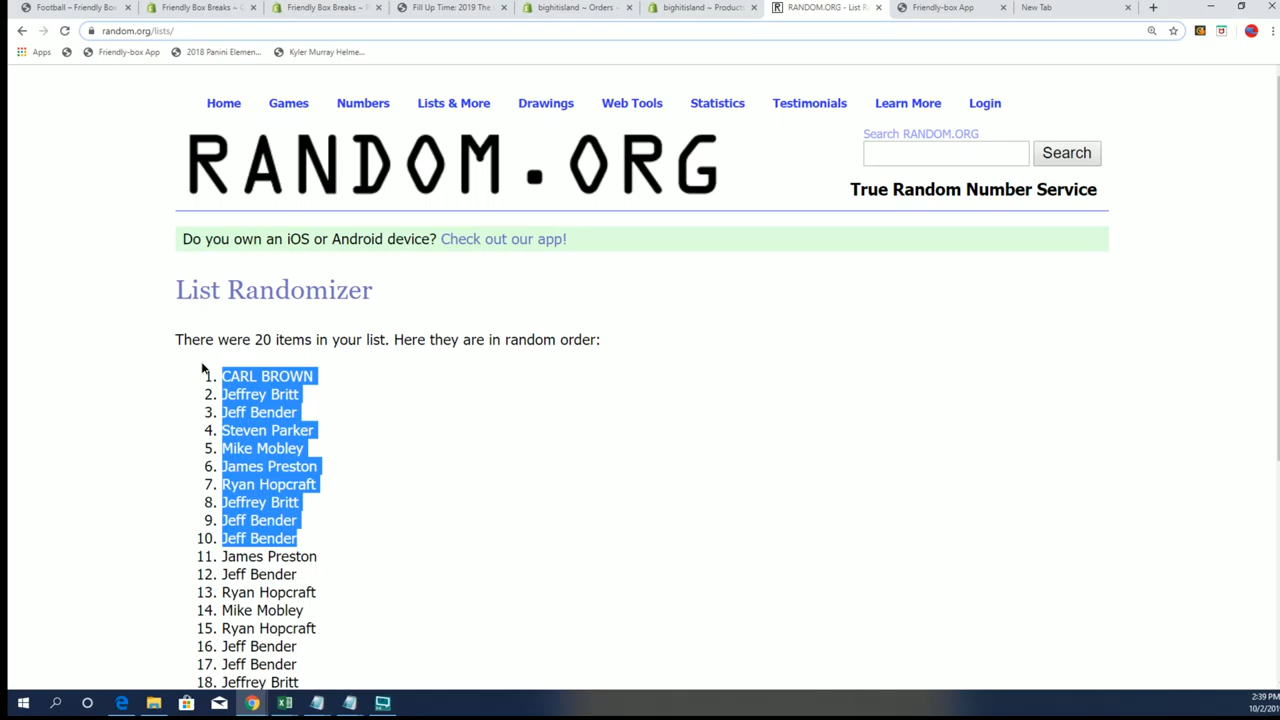 Football ~ Friendly Box
Friendly Box Breaks ~ C
Friendly Box Breaks ~ P
Fill Up Time: 2019 The
bighitisland ~ Orders ~
bighitisland ~ Products
RANDOM.ORG - List R
Friendly-box App
New Tab
random.org/lists/
Apps
Friendly-box App
2018 Panini Elemen...
Kyler Murray Helme...
Home Games Numbers Lists & More Drawings Web Tools Statistics Testimonials Learn More Login
RANDOM.ORG
Search RANDOM.ORG
Search
True Random Number Service
Do you own an iOS or Android device? Check out our app!
List Randomizer
There were 20 items in your list. Here they are in random order:
1. CARL BROWN
2. Jeffrey Britt
3. Jeff Bender
4. Steven Parker
5. Mike Mobley
6. James Preston
7. Ryan Hopcraft
8. Jeffrey Britt
9. Jeff Bender
10. Jeff Bender
11. James Preston
12. Jeff Bender
13. Ryan Hopcraft
14. Mike Mobley
15. Ryan Hopcraft
16. Jeff Bender
17. Jeff Bender
18. Jeffrey Britt
2:39 PM
10/2/201